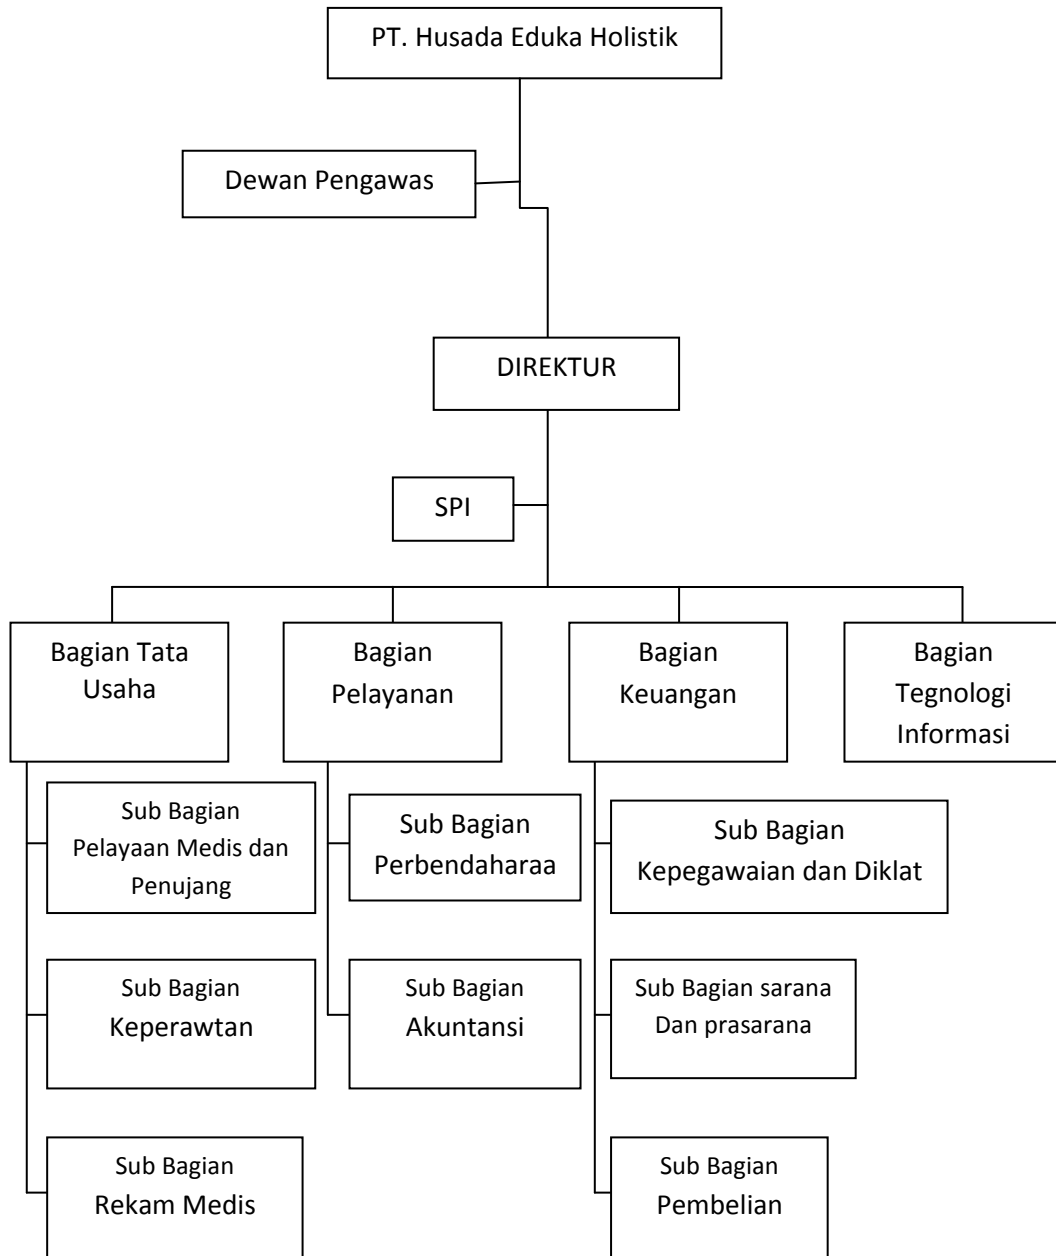 PT. Husada Eduka Holistik
Dewan Pengawas
DIREKTUR
SPI
Bagian Tata
Usaha
Bagian
Pelayanan
Bagian
Keuangan
Bagian
Tegnologi
Informasi
Sub Bagian
Pelayaan Medis dan
Penujang
Sub Bagian
Perbendaharaa
Sub Bagian
Kepegawaian dan Diklat
Sub Bagian
Keperawtan
Sub Bagian
Akuntansi
Sub Bagian sarana
Dan prasarana
Sub Bagian
Rekam Medis
Sub Bagian
Pembelian